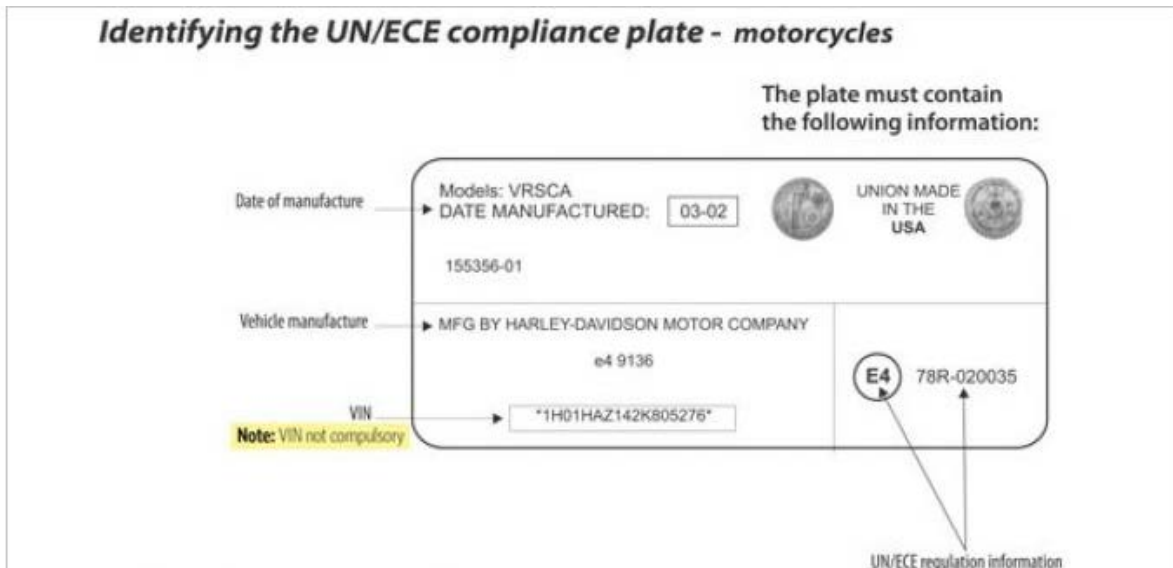 Identifying the UN/ECE compliance plate - motorcycles
The plate must contain
the following information:
Date of manufacture
Models: VRSCA
DATE MANUFACTURED: 03-02
UNION MADE
IN THE
USA
155356-01
Vehicle manufacture
MFG BY HARLEY-DAVIDSON MOTOR COMPANY
e4 9136
E4 78R-020035
VIN
*1H01HAZ142K805276*
Note: VIN not compulsory
UN/ECE regulation information